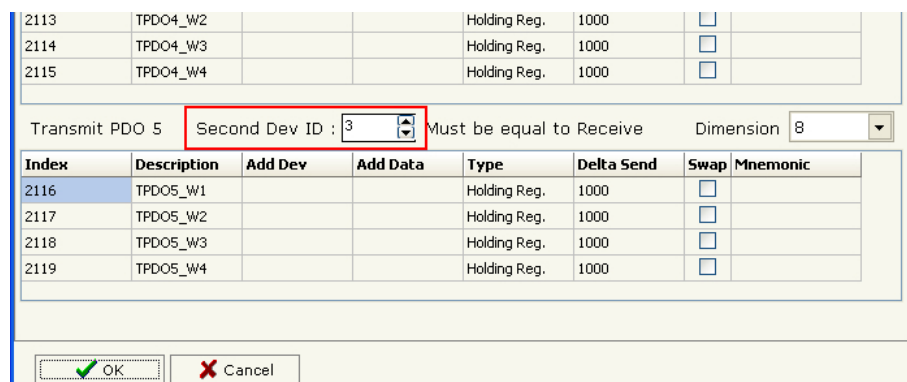 2113 TPDO4_W2 Holding Reg. 1000
2114 TPDO4_W3 Holding Reg. 1000
2115 TPDO4_W4 Holding Reg. 1000
Transmit PDO 5 Second Dev ID : 3 Must be equal to Receive Dimension 8
Index Description Add Dev Add Data Type Delta Send Swap Mnemonic
2116 TPDO5_W1 Holding Reg. 1000
2117 TPDO5_W2 Holding Reg. 1000
2118 TPDO5_W3 Holding Reg. 1000
2119 TPDO5_W4 Holding Reg. 1000
OK Cancel